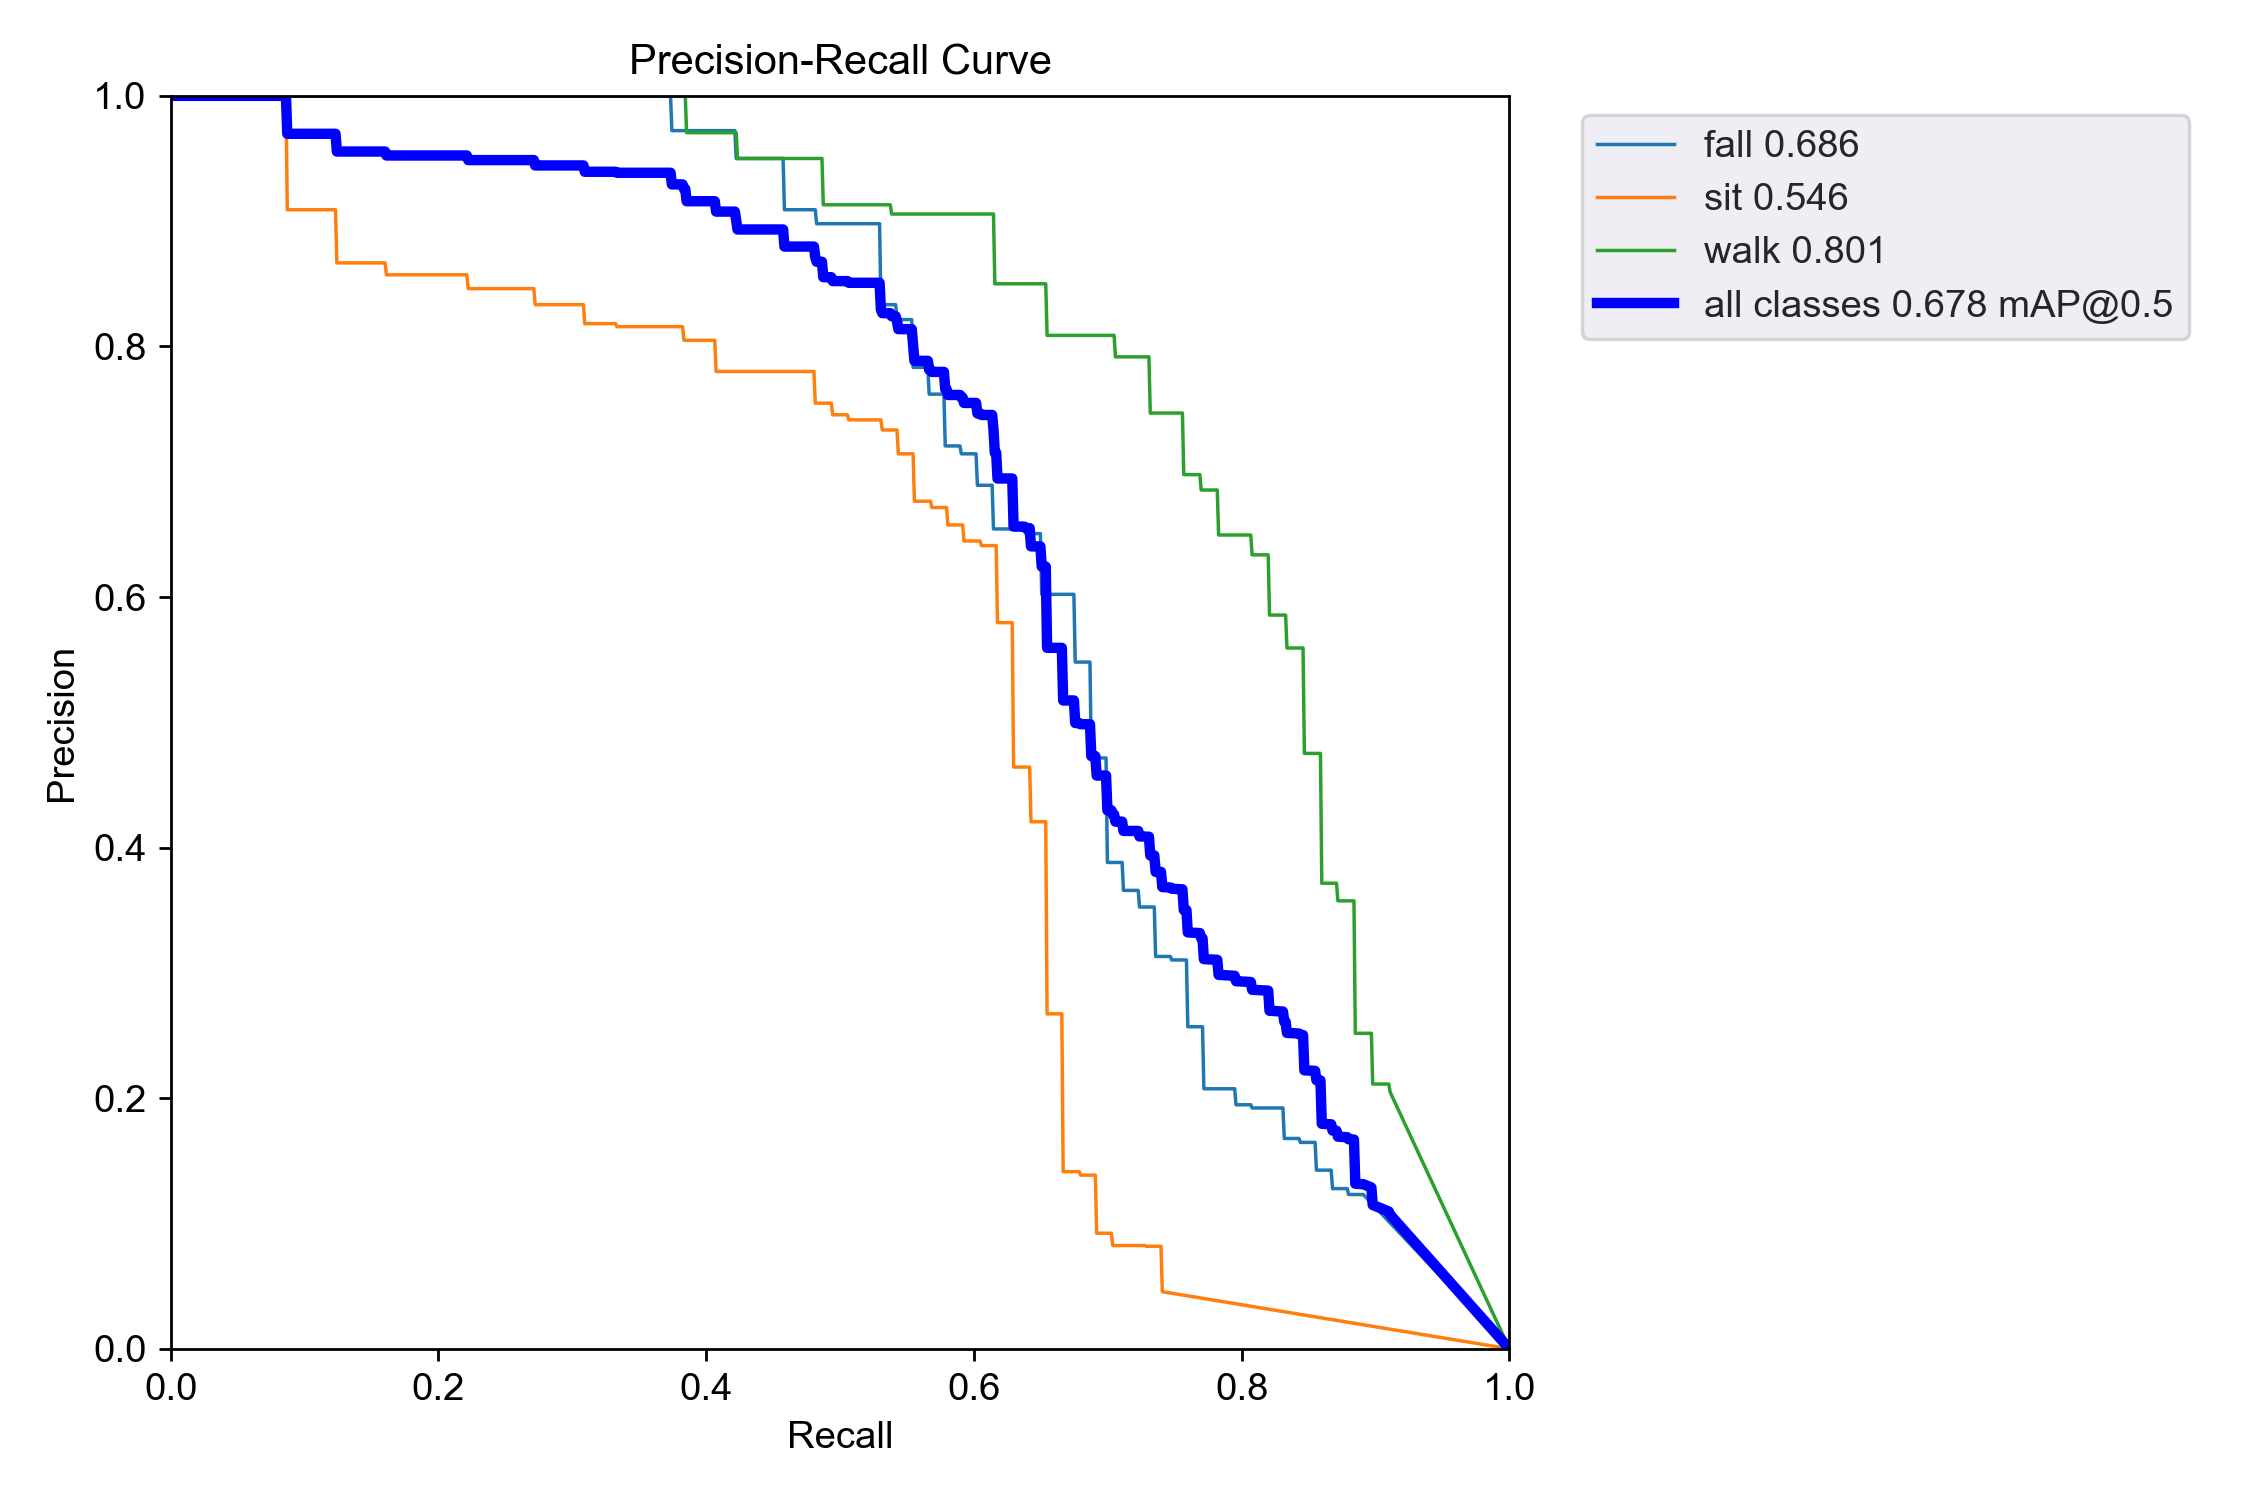 Precision-Recall Curve
1.0
0.8
0.6
0.4
0.2
0.0
Precision
0.0 0.2 0.4 0.6 0.8 1.0
Recall
fall 0.686
sit 0.546
walk 0.801
all classes 0.678 mAP@0.5